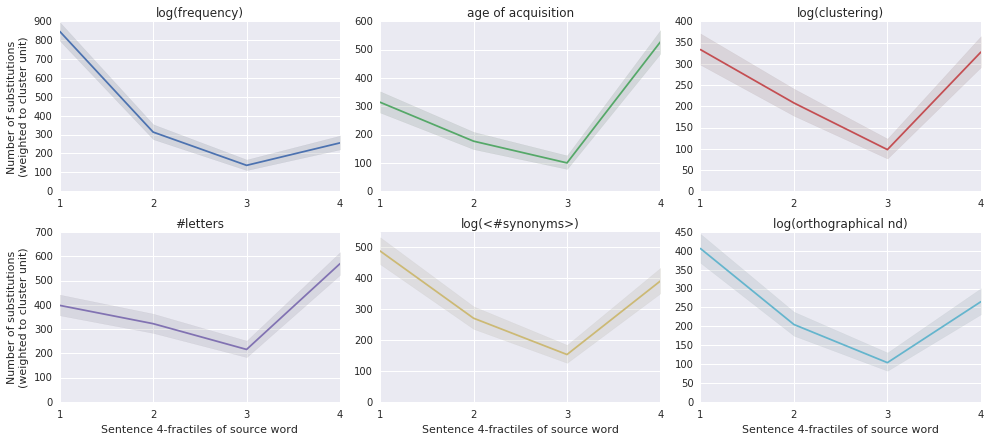 log(frequency)
age of acquisition
log(clustering)
Number of substitutions
(weighted to cluster unit)
900
800
700
600
500
400
300
200
100
0
1 2 3 4
600
500
400
300
200
100
0
1 2 3 4
400
350
300
250
200
150
100
50
0
1 2 3 4
#letters
log(<#synonyms>)
log(orthographical nd)
Number of substitutions
(weighted to cluster unit)
700
600
500
400
300
200
100
0
1 2 3 4
Sentence 4-fractiles of source word
500
400
300
200
100
0
1 2 3 4
Sentence 4-fractiles of source word
450
400
350
300
250
200
150
100
50
0
1 2 3 4
Sentence 4-fractiles of source word